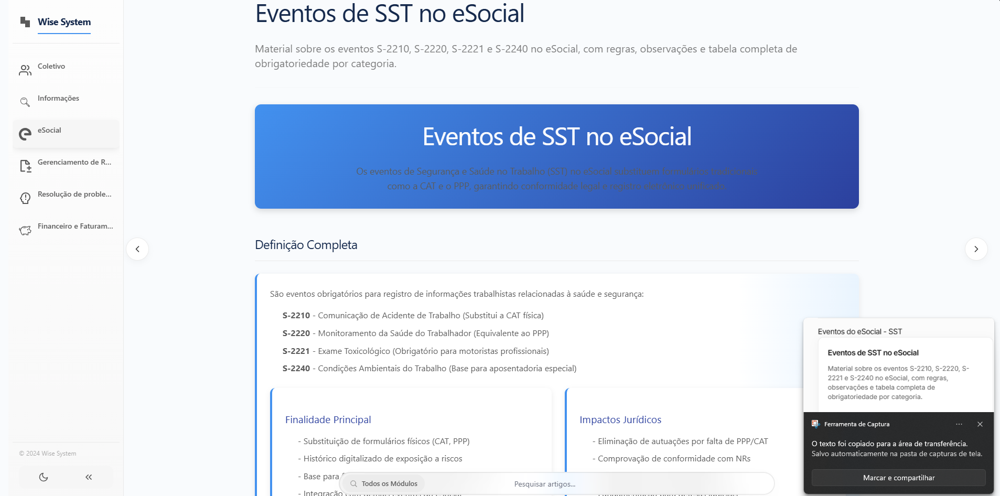 Wise System
Coletivo
Informações
eSocial
Gerenciamento de R...
Resolução de proble...
Financeiro e Faturam...
© 2024 Wise System
Eventos de SST no eSocial
Material sobre os eventos S-2210, S-2220, S-2221 e S-2240 no eSocial, com regras, observações e tabela completa de
obrigatoriedade por categoria.
Eventos de SST no eSocial
Os eventos de Segurança e Saúde no Trabalho (SST) no eSocial substituem formulários tradicionais
como a CAT e o PPP, garantindo conformidade legal e registro eletrônico unificado.
Definição Completa
São eventos obrigatórios para registro de informações trabalhistas relacionadas à saúde e segurança:
S-2210 - Comunicação de Acidente de Trabalho (Substitui a CAT física)
S-2220 - Monitoramento da Saúde do Trabalhador (Equivalente ao PPP)
S-2221 - Exame Toxicológico (Obrigatório para motoristas profissionais)
S-2240 - Condições Ambientais do Trabalho (Base para aposentadoria especial)
Finalidade Principal
- Substituição de formulários físicos (CAT, PPP)
- Histórico digitalizado de exposição a riscos
- Base para
- Integração com demais eventos do eSocial
Impactos Jurídicos
- Eliminação de autuações por falta de PPP/CAT
- Comprovação de conformidade com NRs
Todos os Módulos
Pesquisar artigos...
Eventos do eSocial - SST
Eventos de SST no eSocial
Material sobre os eventos S-2210, S-2220, S-
2221 e S-2240 no eSocial, com regras,
observações e tabela completa de
obrigatoriedade por categoria.
Ferramenta de Captura
O texto foi copiado para a área de transferência.
Salvo automaticamente na pasta de capturas de tela.
Marcar e compartilhar